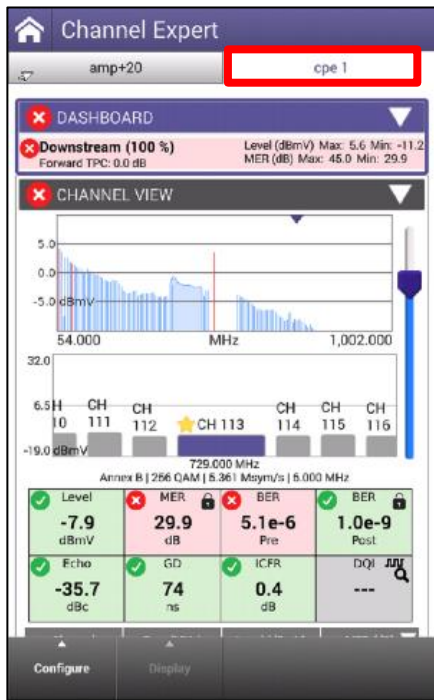 Channel Expert
amp+20
cpe 1
DASHBOARD
Downstream (100 %)
Level (dBmV) Max: 5.6 Min: -11.2
Forward TPC: 0.0 dB
MER (dB) Max: 45.0 Min: 29.9
CHANNEL VIEW
5.0
0.0
-5.0 dBmV
54.000 MHz 1,002.000
32.0
6.5
H 10
CH 111
CH 112
CH 113
CH 114
CH 115
CH 116
-19.0 dBmV
729.000 MHz
Annex B | 256 QAM | 5.361 Msym/s | 6.000 MHz
Level
-7.9
dBmV
MER
29.9
dB
BER
5.1e-6
Pre
BER
1.0e-9
Post
Echo
-35.7
dBc
GD
74
ns
ICFR
0.4
dB
DQI
---
Configure
Display